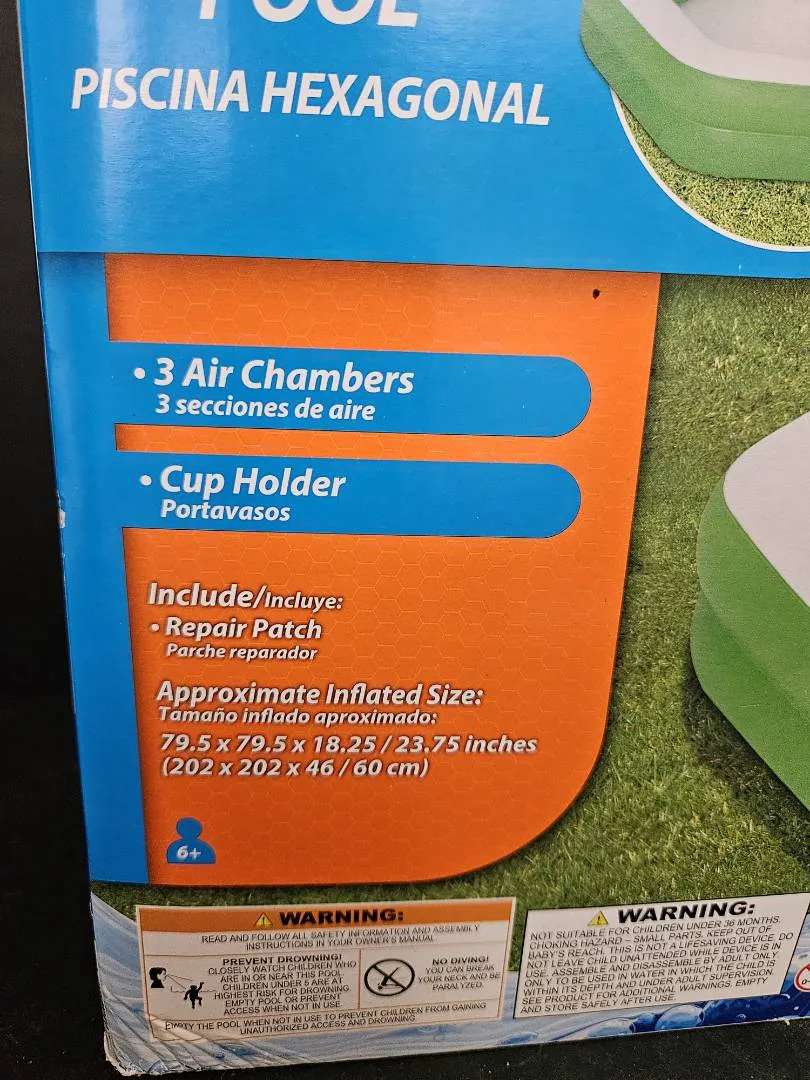 POOL
PISCINA HEXAGONAL
• 3 Air Chambers
3 secciones de aire
• Cup Holder
Portavasos
Include/Incluye:
• Repair Patch
Parche reparador
Approximate Inflated Size:
Tamaño inflado aproximado:
79.5 x 79.5 x 18.25 / 23.75 inches
(202 x 202 x 46 / 60 cm)
6+
WARNING:
READ AND FOLLOW ALL SAFETY INFORMATION AND ASSEMBLY
INSTRUCTIONS IN YOUR OWNER'S MANUAL
PREVENT DROWNING!
CLOSELY WATCH CHILDREN WHO
ARE IN OR NEAR THIS POOL.
CHILDREN UNDER 5 ARE AT
HIGHEST RISK FOR DROWNING.
EMPTY POOL OR PREVENT
ACCESS WHEN NOT IN USE.
NO DIVING!
YOU CAN BREAK
YOUR NECK AND BE
PARALYZED.
EMPTY THE POOL WHEN NOT IN USE TO PREVENT CHILDREN FROM GAINING
UNAUTHORIZED ACCESS AND DROWNING
WARNING:
NOT SUITABLE FOR CHILDREN UNDER 36 MONTHS.
CHOKING HAZARD – SMALL PARTS. KEEP OUT OF
BABY'S REACH. THIS IS NOT A LIFESAVING DEVICE. DO
NOT LEAVE CHILD UNATTENDED WHILE DEVICE IS IN
USE. ASSEMBLE AND DISASSEMBLE BY ADULT ONLY.
ONLY TO BE USED IN WATER IN WHICH THE CHILD IS
WITHIN ITS DEPTH AND UNDER ADULT SUPERVISION.
SEE PRODUCT FOR ADDITIONAL WARNINGS. EMPTY
AND STORE SAFELY AFTER USE.